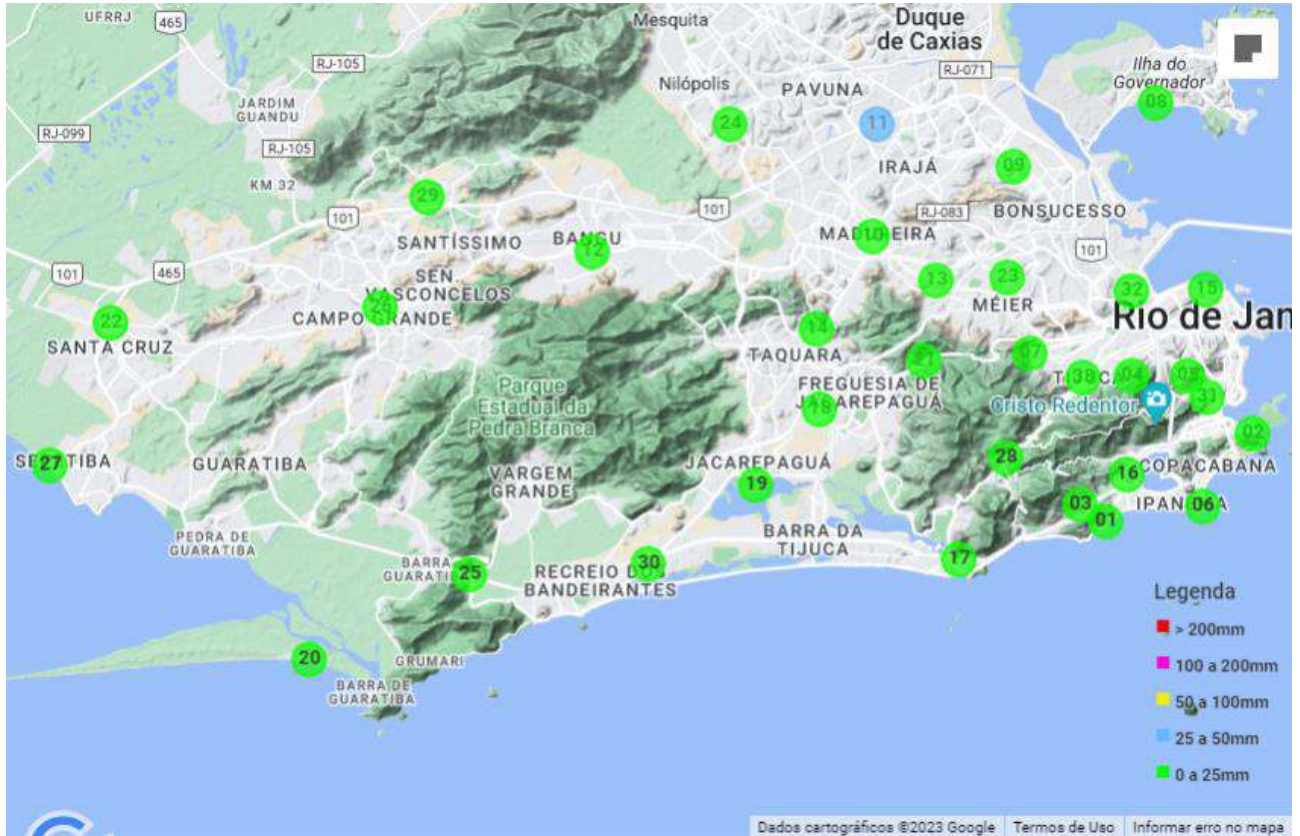 UFRRJ
465
Mesquita
Duque
de Caxias
RJ-105
RJ-071
Ilha do
Governador
JARDIM
GUANDU
Nilópolis
PAVUNA
08
24
11
RJ-099
RJ-105
IRAJÁ
09
KM 32
29
101
101
RJ-083
BONSUCESSO
SANTÍSSIMO
BANGU
12
MADUREIRA
10
101
101
465
SEN.
VASCONCELOS
13
23
MÉIER
32
15
22
CAMPO GRANDE
14
Rio de Jan
SANTA CRUZ
TAQUARA
21
07
Parque
Estadual da
Pedra Branca
FREGUESIA DE
JACAREPAGUÁ
18
TIJUCA
04
05
Cristo Redentor
31
02
SEPETIBA
27
GUARATIBA
JACAREPAGUÁ
28
COPACABANA
VARGEM
GRANDE
19
16
03
IPANEMA
06
01
PEDRA DE
GUARATIBA
BARRA DA
TIJUCA
BARRA
GUARATI
25
30
RECREIO DOS
BANDEIRANTES
17
20
GRUMARI
BARRA DE
GUARATIBA
Legenda
> 200mm
100 a 200mm
50 a 100mm
25 a 50mm
0 a 25mm
Dados cartográficos ©2023 Google
Termos de Uso
Informar erro no mapa